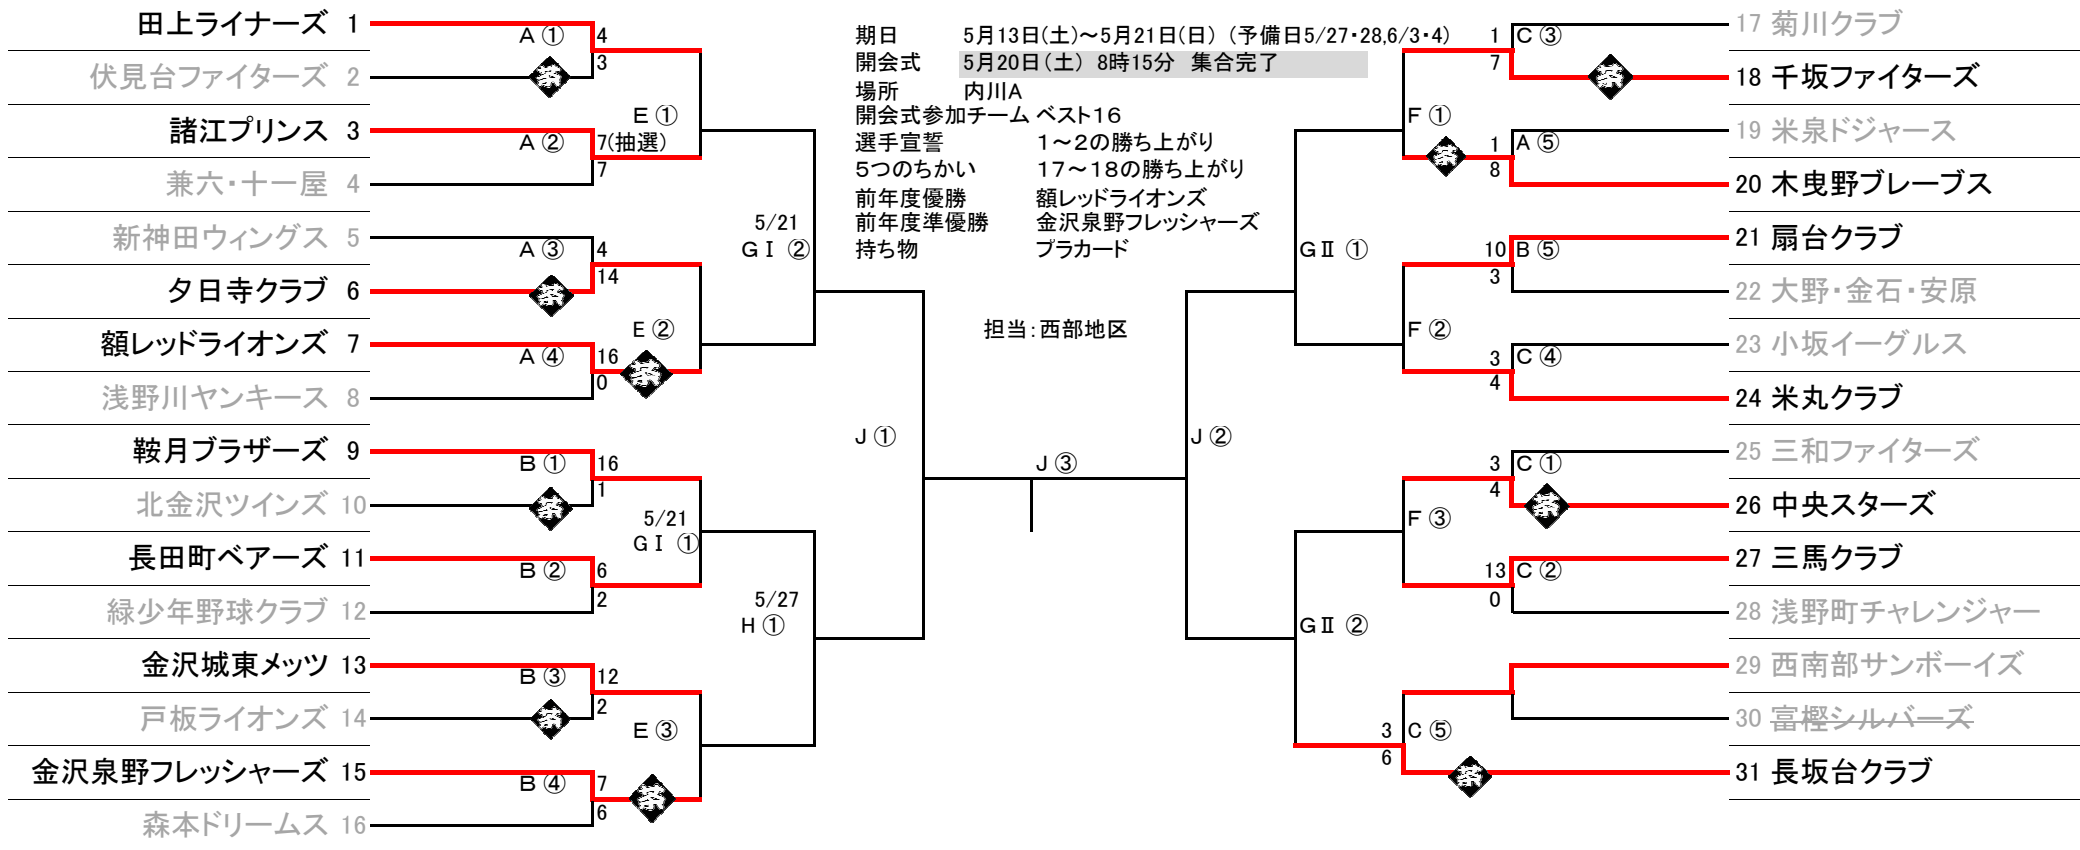 期日 5月13日(土)～5月21日(日) (予備日5/27・28,6/3・4)
開会式 5月20日(土) 8時15分 集合完了
場所 内川A
開会式参加チーム ベスト16
選手宣誓 1～2の勝ち上がり
5つのちかい 17～18の勝ち上がり
前年度優勝 額レッドライオンズ
前年度準優勝 金沢泉野フレッシャーズ
持ち物 プラカード
担当:西部地区
田上ライナーズ 1
A ① 4
3
伏見台ファイターズ 2
E ①
諸江プリンス 3
A ② 7(抽選)
7
兼六・十一屋 4
5/21
GⅠ ②
新神田ウィングス 5
A ③ 4
14
夕日寺クラブ 6
E ②
額レッドライオンズ 7
A ④ 16
0
浅野川ヤンキース 8
J ①
鞍月ブラザーズ 9
B ① 16
1
北金沢ツインズ 10
5/21
GⅠ ①
長田町ベアーズ 11
B ② 6
2
緑少年野球クラブ 12
5/27
H ①
金沢城東メッツ 13
B ③ 12
2
戸板ライオンズ 14
E ③
金沢泉野フレッシャーズ 15
B ④ 7
6
森本ドリームス 16
J ③
17 菊川クラブ
1 C ③
7
18 千坂ファイターズ
F ①
19 米泉ドジャース
1 A ⑤
8
20 木曳野ブレーブス
GⅡ ①
21 扇台クラブ
10 B ⑤
3
22 大野・金石・安原
F ②
23 小坂イーグルス
3 C ④
4
24 米丸クラブ
J ②
25 三和ファイターズ
3 C ①
4
26 中央スターズ
F ③
27 三馬クラブ
13 C ②
0
28 浅野町チャレンジャー
GⅡ ②
29 西南部サンボーイズ
30 富樫シルバーズ
3 C ⑤
6
31 長坂台クラブ